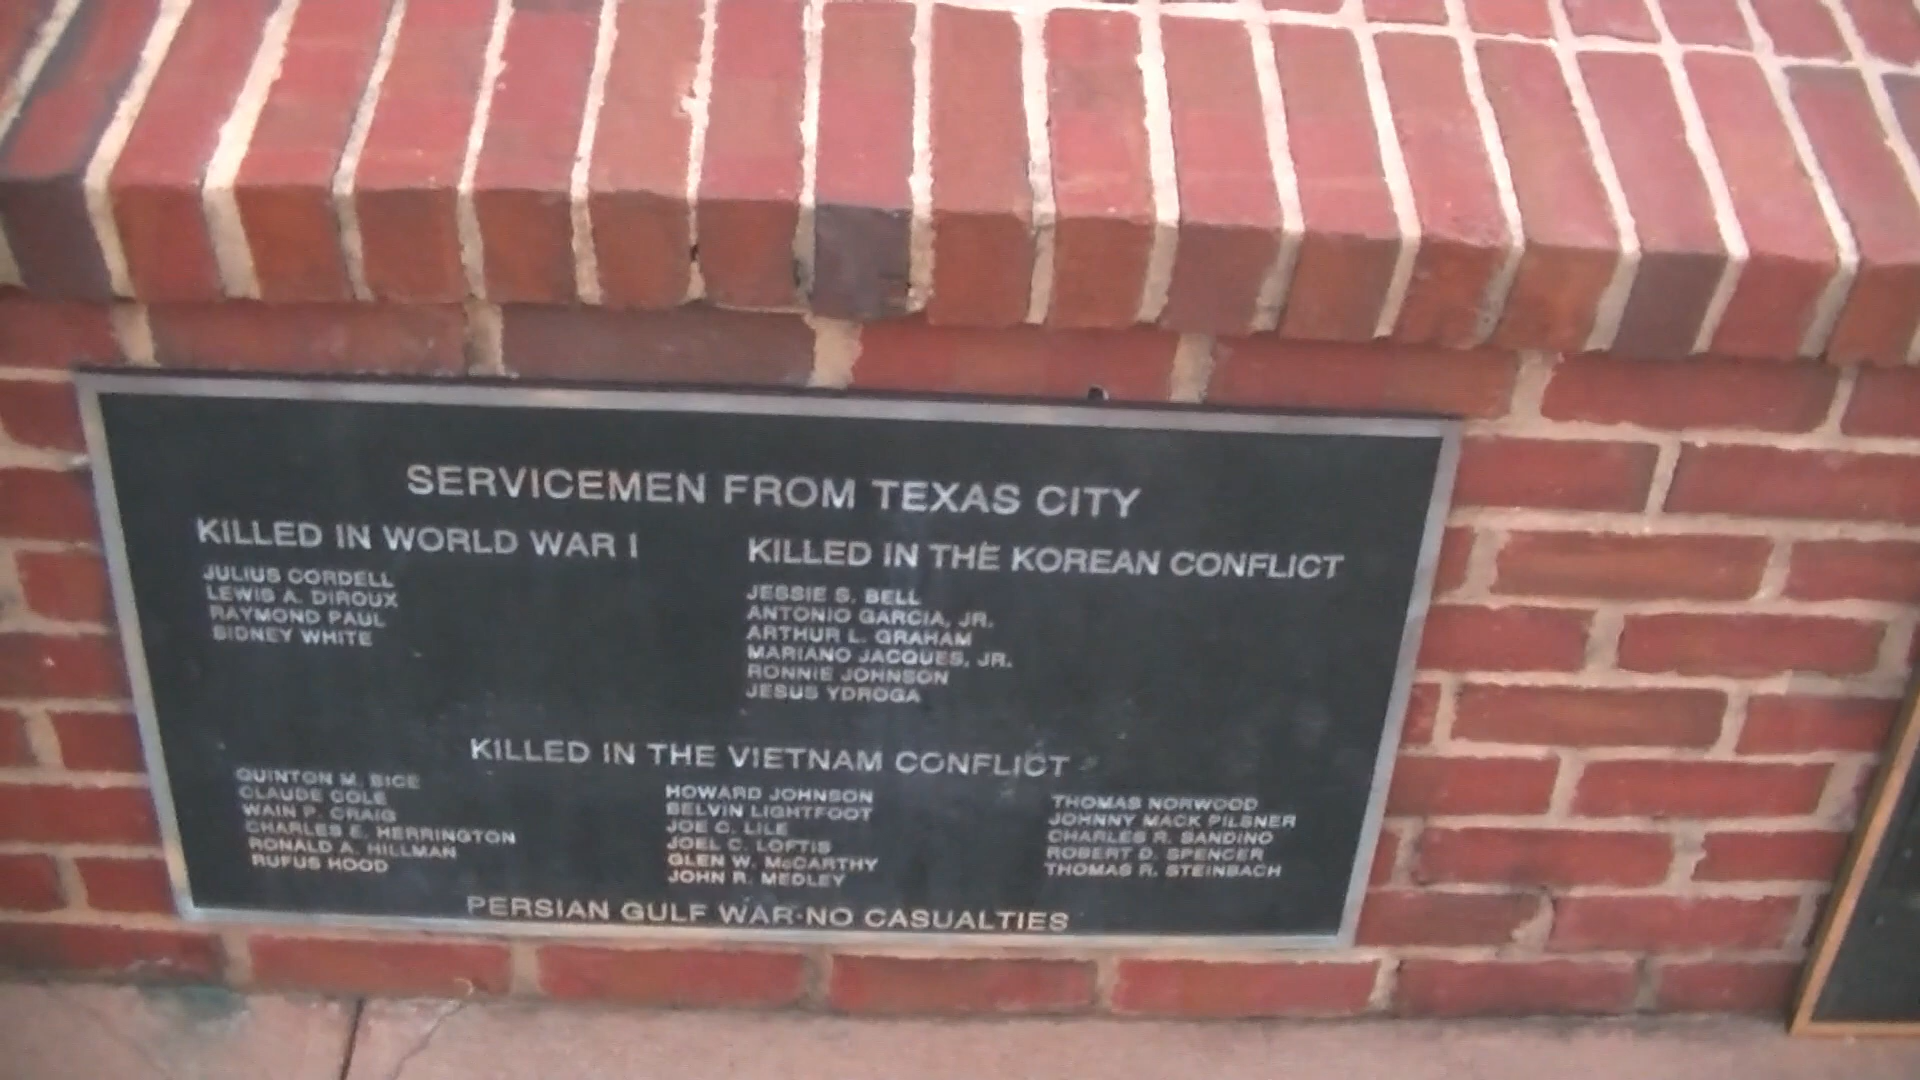 SERVICEMEN FROM TEXAS CITY
KILLED IN WORLD WAR I
JULIUS CORDELL
LEWIS A. DIROUX
RAYMOND PAUL
SIDNEY WHITE
KILLED IN THE KOREAN CONFLICT
JESSIE S. BELL
ANTONIO GARCIA, JR.
ARTHUR L. GRAHAM
MARIANO JACQUES, JR.
RONNIE JOHNSON
JESUS YDROGA
KILLED IN THE VIETNAM CONFLICT
QUINTON M. BICE
CLAUDE COLE
WAIN P. CRAIG
CHARLES E. HERRINGTON
RONALD A. HILLMAN
RUFUS HOOD
HOWARD JOHNSON
BELVIN LIGHTFOOT
JOE C. LILE
JOEL C. LOFTIS
GLEN W. McCARTHY
JOHN R. MEDLEY
THOMAS NORWOOD
JOHNNY MACK PILSNER
CHARLES R. SANDINO
ROBERT D. SPENCER
THOMAS R. STEINBACH
PERSIAN GULF WAR-NO CASUALTIES